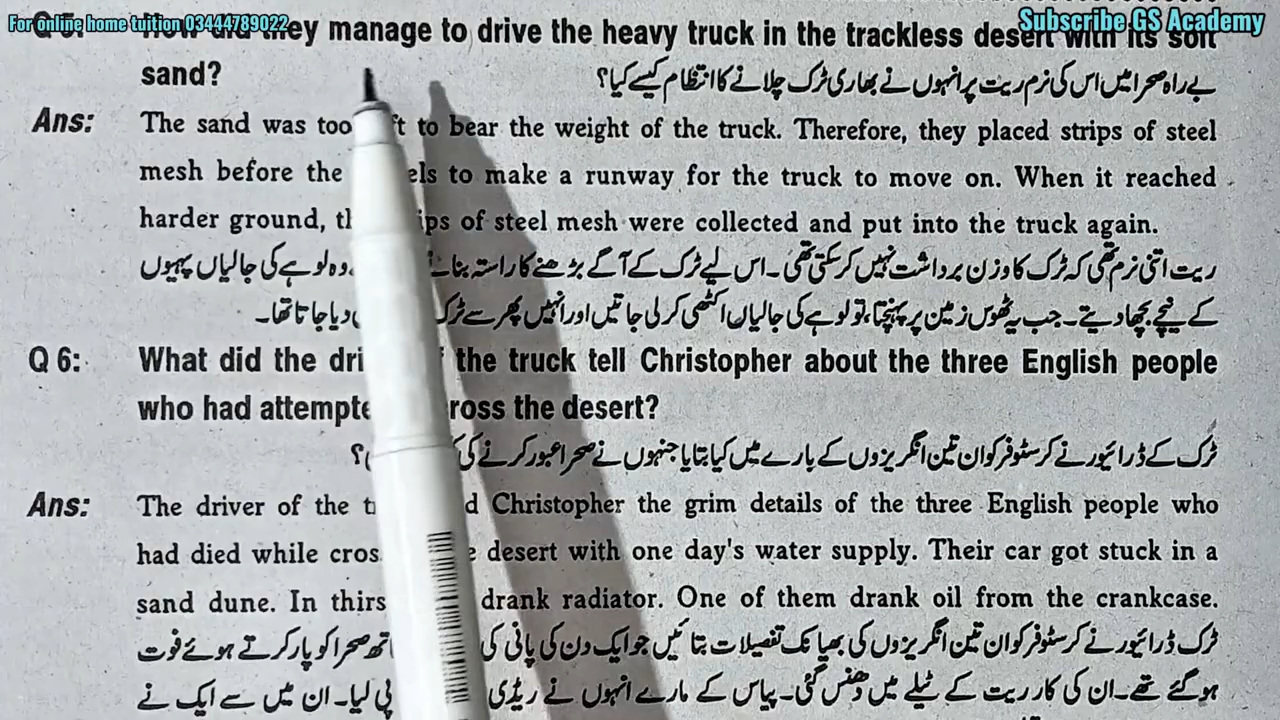 For online home tuition 03444789022
Subscribe GS Academy
they manage to drive the heavy truck in the trackless desert with its soft
sand?
بے راہ صحرا میں اس کی نرم ریت پر انہوں نے بھاری ٹرک چلانے کا انتظام کیسے کیا؟
Ans: The sand was too to bear the weight of the truck. Therefore, they placed strips of steel
mesh before the to make a runway for the truck to move on. When it reached
harder ground, of steel mesh were collected and put into the truck again.
ریت اتنی نرم تھی کہ ٹرک کا وزن برداشت نہیں کر سکتی تھی۔ اس لیے ٹرک کے آگے بڑھنے کا راستہ وہ لوہے کی جالیاں پہیوں
کے نیچے بچھا دیتے۔ جب یہ ٹھوس زمین پر پہنچتا، تو لوہے کی جالیاں اکٹھی کر لی جاتیں اور انہیں پھر سے ٹرک دیا جاتا تھا۔
Q 6: What did the the truck tell Christopher about the three English people
who had the desert?
ٹرک کے ڈرائیور نے کرسٹوفر کو ان تین انگریزوں کے بارے میں کیا بتایا جنہوں نے صحرا عبور کرنے کی
Ans: The driver of the Christopher the grim details of the three English people who
had died while desert with one day's water supply. Their car got stuck in a
sand dune. In drank radiator. One of them drank oil from the crankcase.
ٹرک ڈرائیور نے کرسٹوفر کو ان تین انگریزوں کی بھیانک تفصیلات بتائیں جو ایک دن کی پانی کی صحرا کو پار کرتے ہوئے فوت
ہو گئے تھے۔ ان کی کار ریت کے ٹیلے میں دھنس گئی۔ پیاس کے مارے انہوں نے پی لیا۔ ان میں سے ایک نے